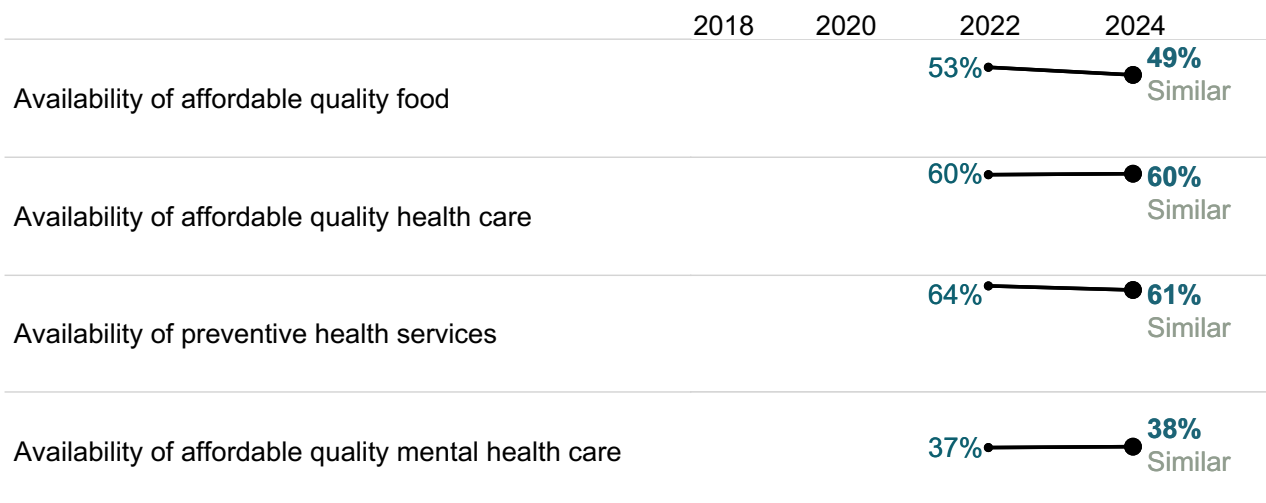 2018 2020 2022 2024
Availability of affordable quality food 53% 49%
Similar
Availability of affordable quality health care 60% 60%
Similar
Availability of preventive health services 64% 61%
Similar
Availability of affordable quality mental health care 37% 38%
Similar